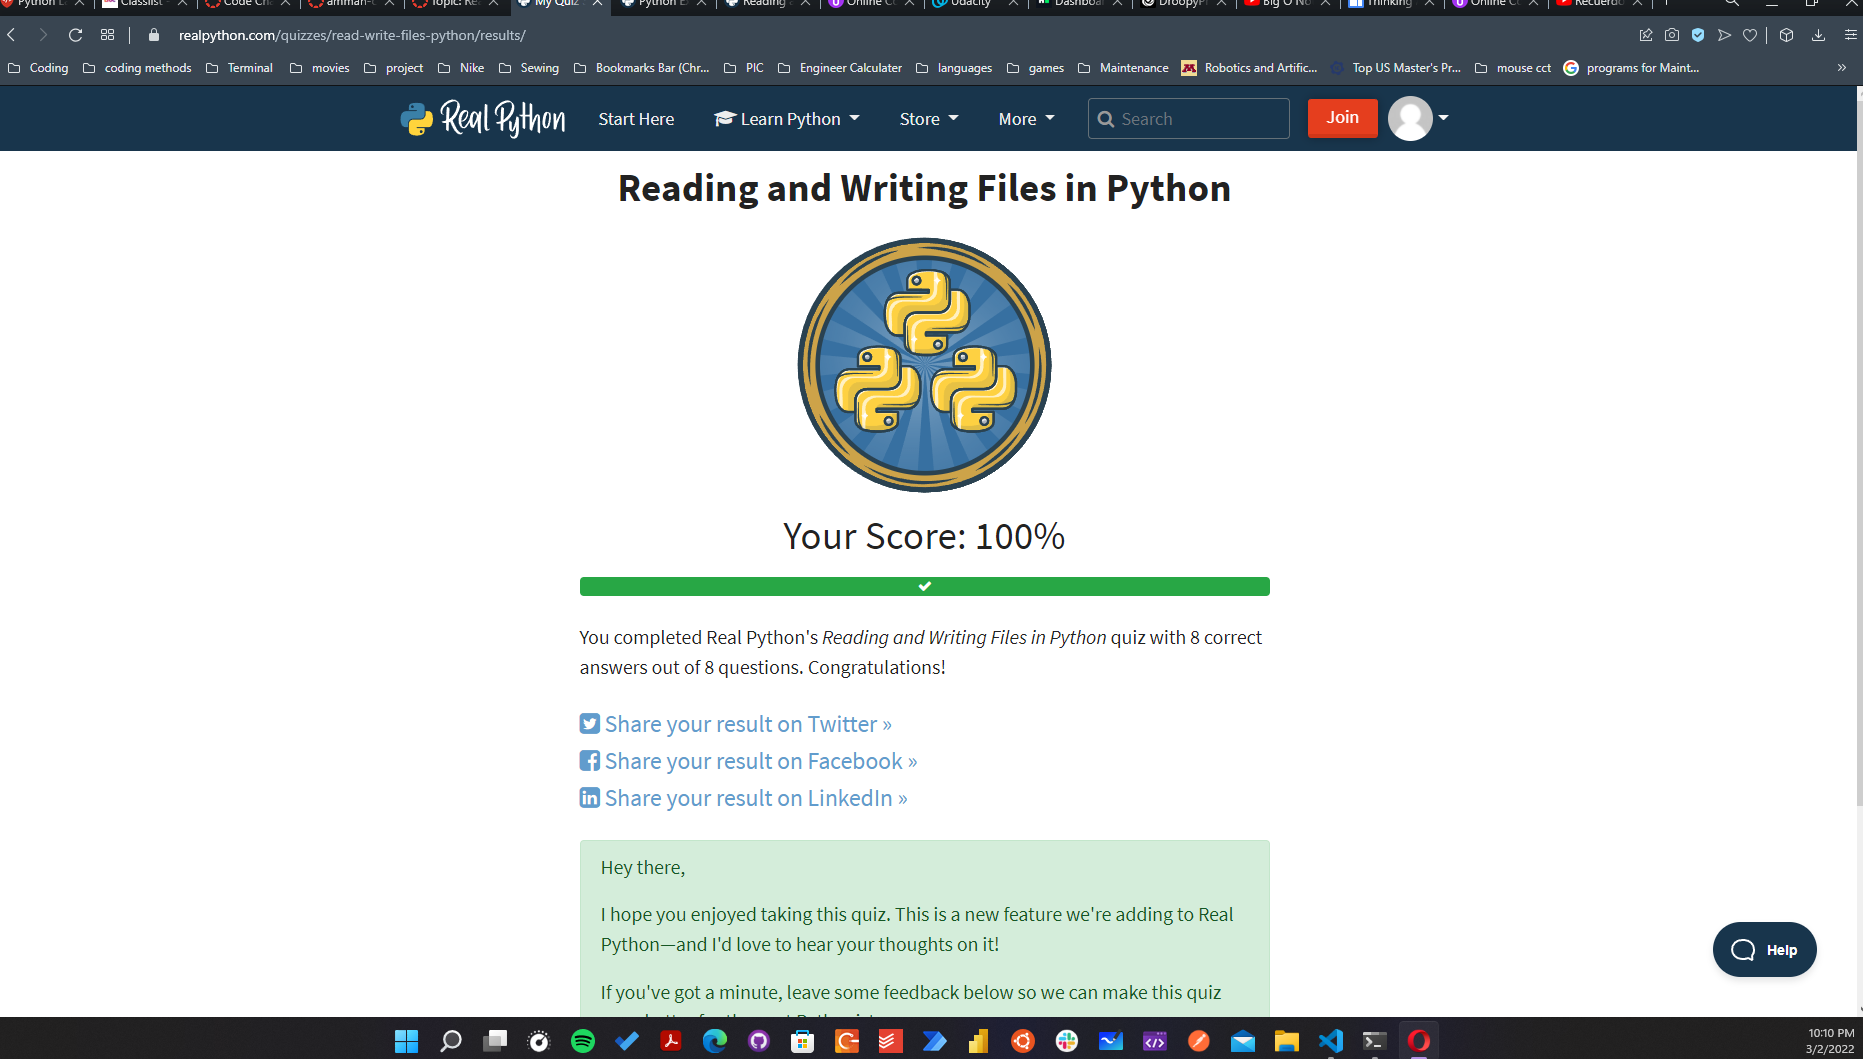 Python L
Classlist -
Code Ch
amman-
Topic: Re
My Quiz
Python E
Reading
Online Co
Udacity
Dashboar
DroopyPr
Big O No
Thinking
Online Co
Recuerdo
realpython.com/quizzes/read-write-files-python/results/
Coding
coding methods
Terminal
movies
project
Nike
Sewing
Bookmarks Bar (Chr...
PIC
Engineer Calculater
languages
games
Maintenance
Robotics and Artific...
Top US Master's Pr...
mouse cct
programs for Maint...
»
Real Python
Start Here
Learn Python
Store
More
Search
Join
Reading and Writing Files in Python
Your Score: 100%
You completed Real Python's Reading and Writing Files in Python quiz with 8 correct
answers out of 8 questions. Congratulations!
Share your result on Twitter »
Share your result on Facebook »
Share your result on LinkedIn »
Hey there,
I hope you enjoyed taking this quiz. This is a new feature we're adding to Real
Python—and I'd love to hear your thoughts on it!
If you've got a minute, leave some feedback below so we can make this quiz
Help
10:10 PM
3/2/2022